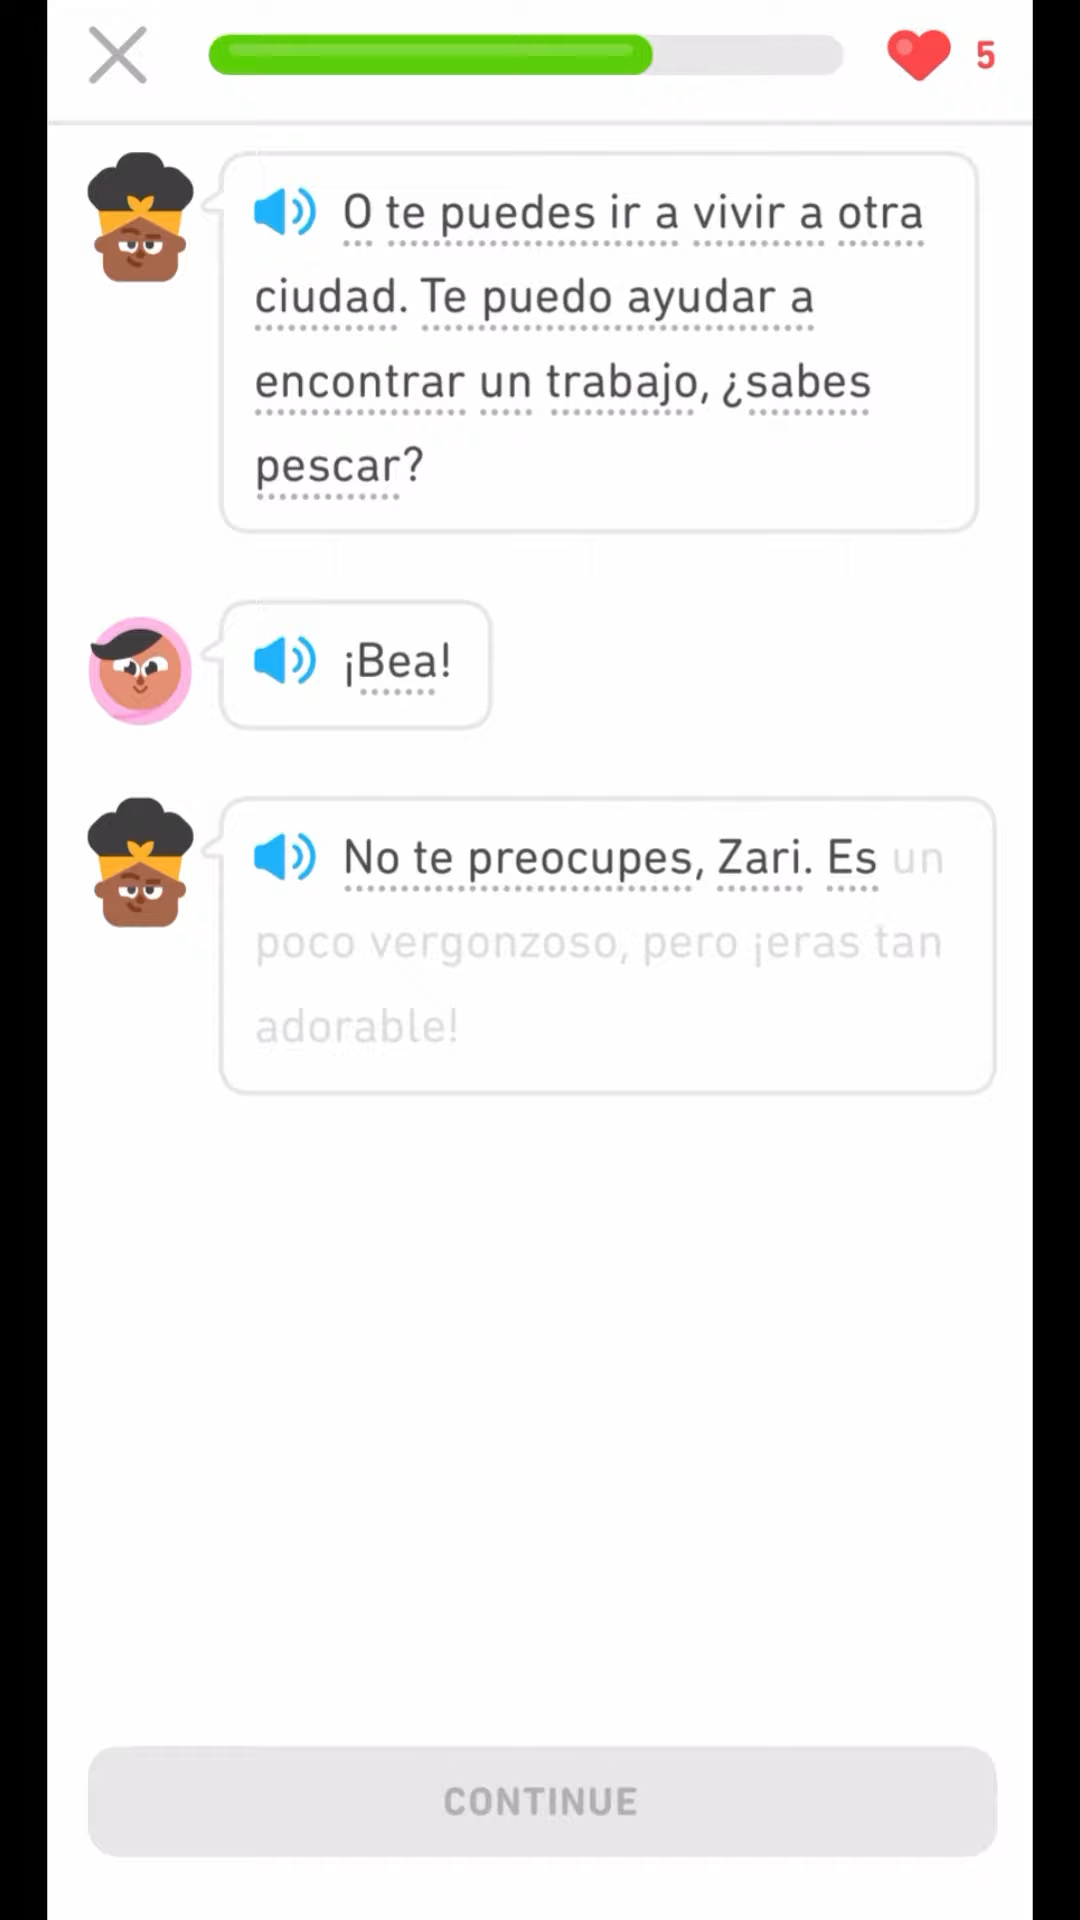 5
O te puedes ir a vivir a otra
ciudad. Te puedo ayudar a
encontrar un trabajo, ¿sabes
pescar?
¡Bea!
No te preocupes, Zari. Es un
poco vergonzoso, pero ¡eras tan
adorable!
CONTINUE